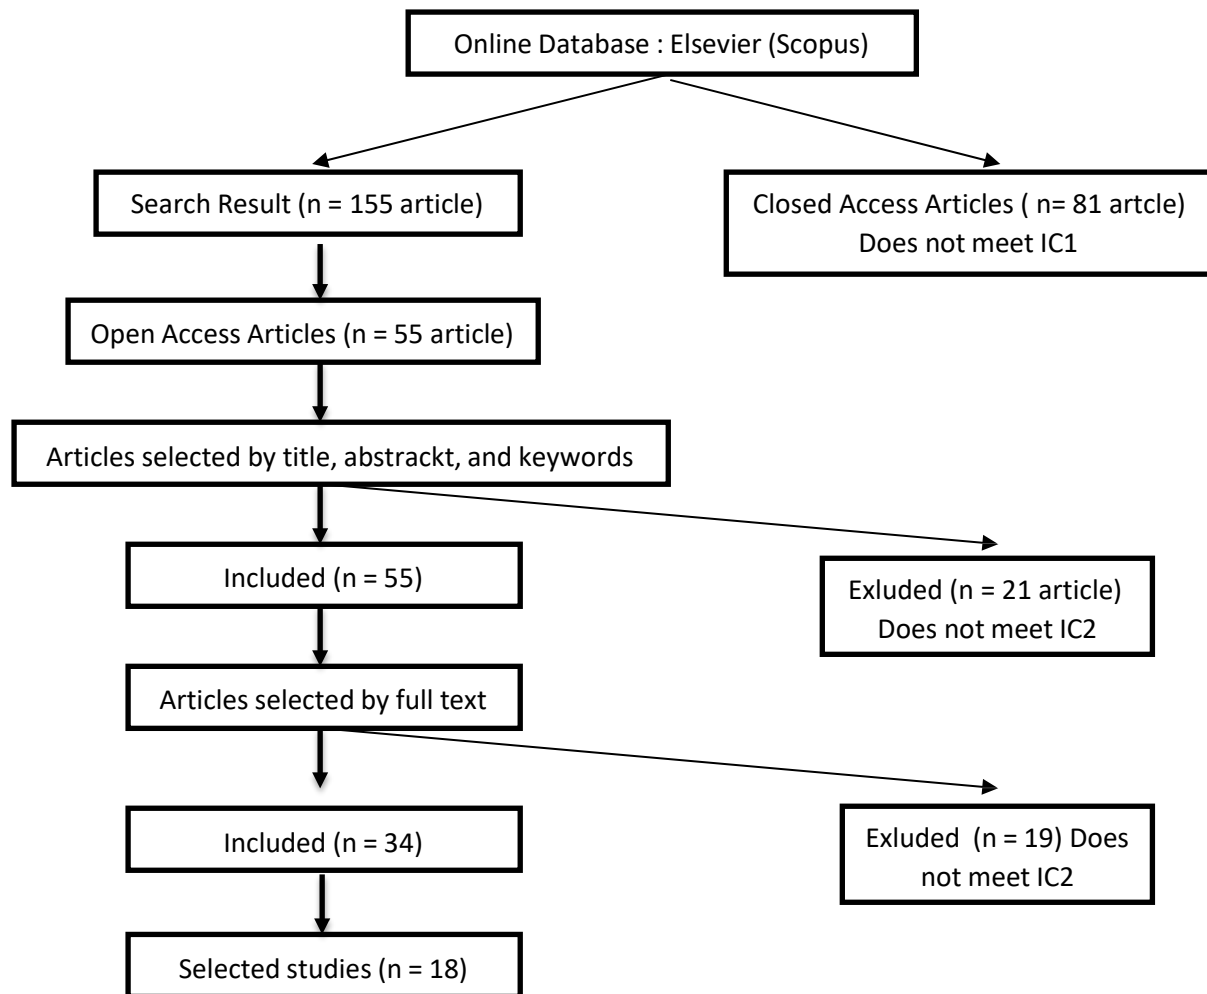 Online Database : Elsevier (Scopus)
Search Result (n = 155 article)
Closed Access Articles ( n= 81 artcle)
Does not meet IC1
Open Access Articles (n = 55 article)
Articles selected by title, abstrackt, and keywords
Included (n = 55)
Exluded (n = 21 article)
Does not meet IC2
Articles selected by full text
Included (n = 34)
Exluded (n = 19) Does
not meet IC2
Selected studies (n = 18)